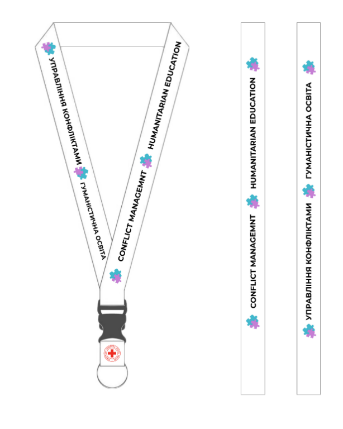 УПРАВЛІННЯ КОНФЛІКТАМИ
ГУМАНІСТИЧНА ОСВІТА
CONFLICT MANAGEMNT
HUMANITARIAN EDUCATION
CONFLICT MANAGEMNT
HUMANITARIAN EDUCATION
УПРАВЛІННЯ КОНФЛІКТАМИ
ГУМАНІСТИЧНА ОСВІТА